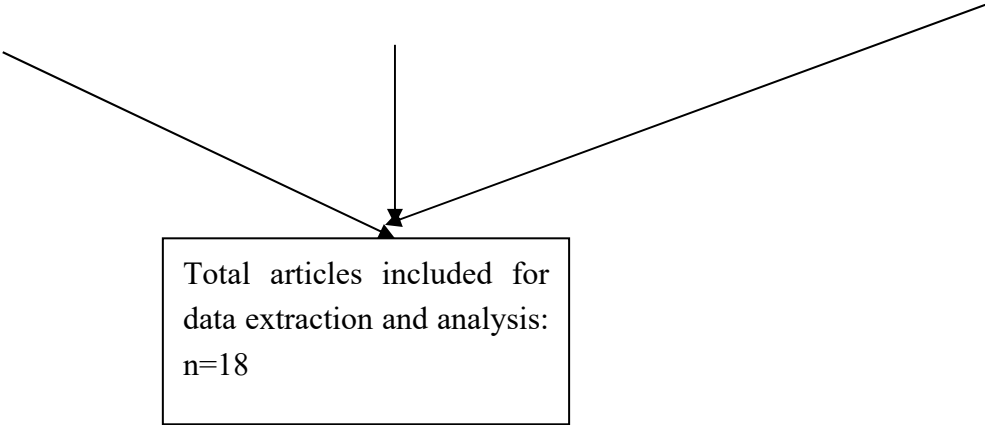 Total articles included for
data extraction and analysis:
n=18